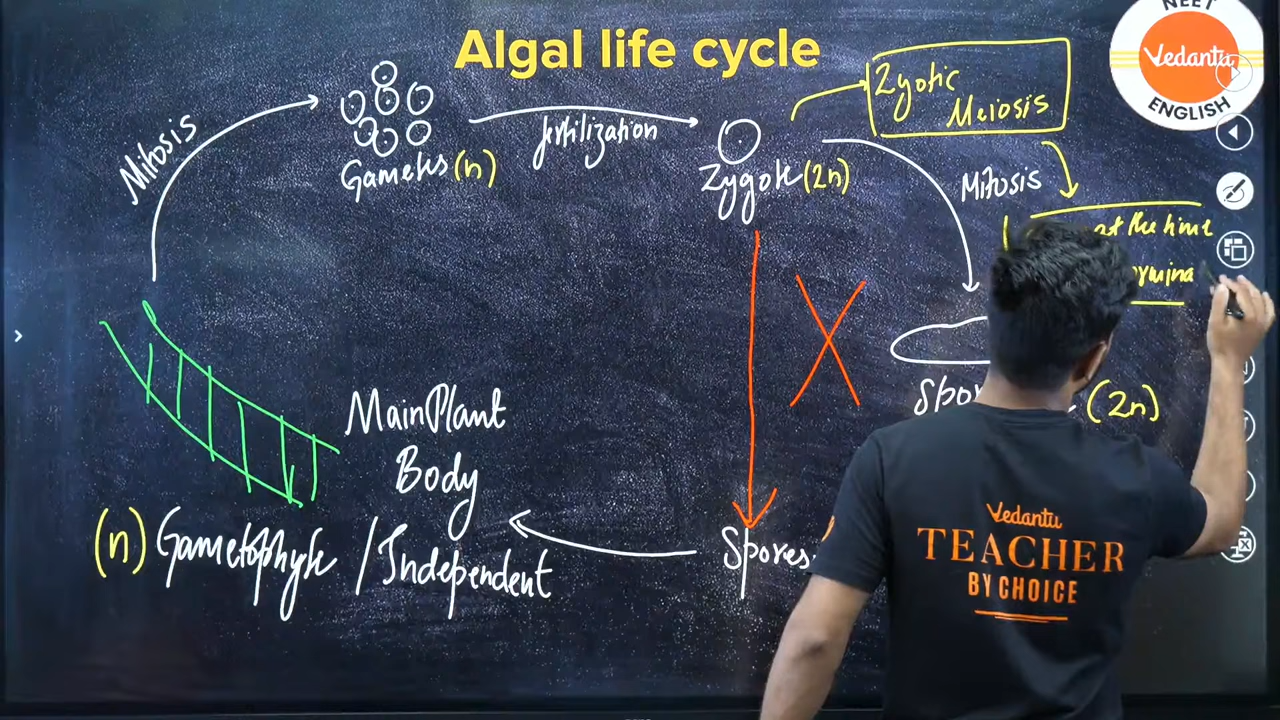 Algal life cycle
NEET
Vedantu
ENGLISH
Zygotic
Meiosis
Mitosis
Gametes (n)
fertilization
Zygote (2n)
Mitosis
at the time
(2n)
Main Plant
Body
(n) Gametophyte / Independent
Spores
Vedantu
TEACHER
BY CHOICE